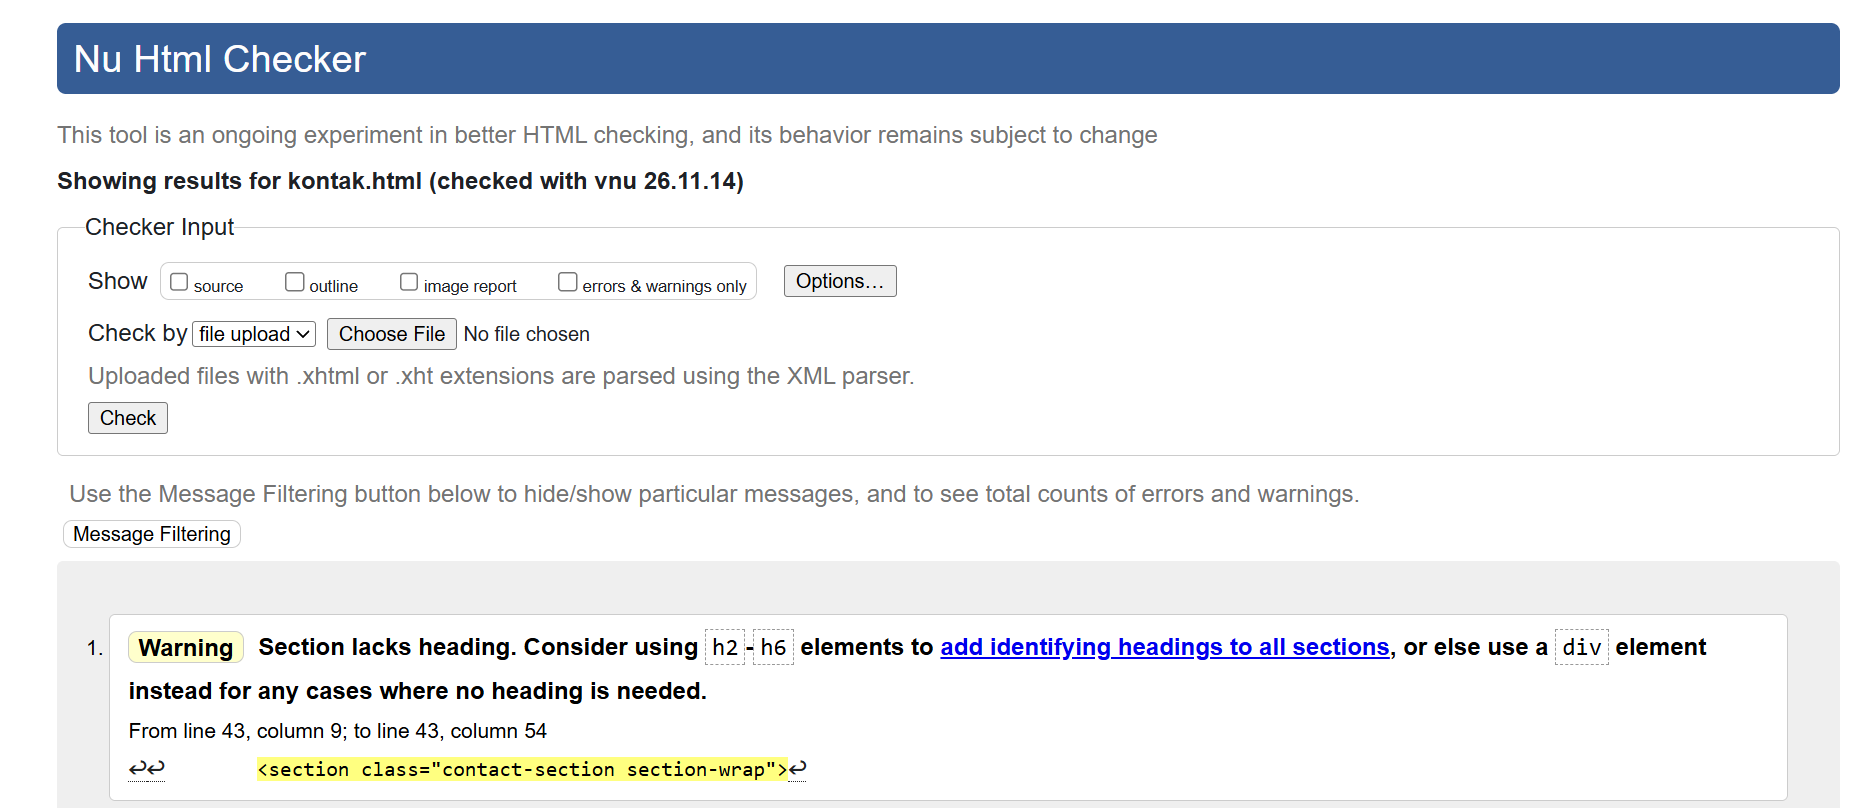 Nu Html Checker
This tool is an ongoing experiment in better HTML checking, and its behavior remains subject to change
Showing results for kontak.html (checked with vnu 26.11.14)
Checker Input
Show source outline image report errors & warnings only Options…
Check by file upload Choose File No file chosen
Uploaded files with .xhtml or .xht extensions are parsed using the XML parser.
Check
Use the Message Filtering button below to hide/show particular messages, and to see total counts of errors and warnings.
Message Filtering
1. Warning Section lacks heading. Consider using h2-h6 elements to add identifying headings to all sections, or else use a div element
instead for any cases where no heading is needed.
From line 43, column 9; to line 43, column 54
↩↩ <section class="contact-section section-wrap">↩